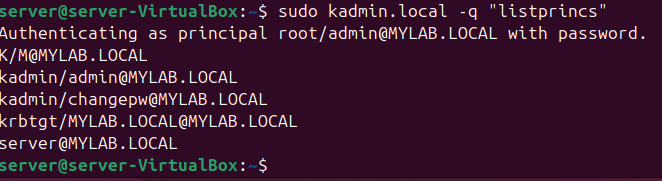 server@server-VirtualBox:~$ sudo kadmin.local -q "listprincs"
Authenticating as principal root/admin@MYLAB.LOCAL with password.
K/M@MYLAB.LOCAL
kadmin/admin@MYLAB.LOCAL
kadmin/changepw@MYLAB.LOCAL
krbtgt/MYLAB.LOCAL@MYLAB.LOCAL
server@MYLAB.LOCAL
server@server-VirtualBox:~$